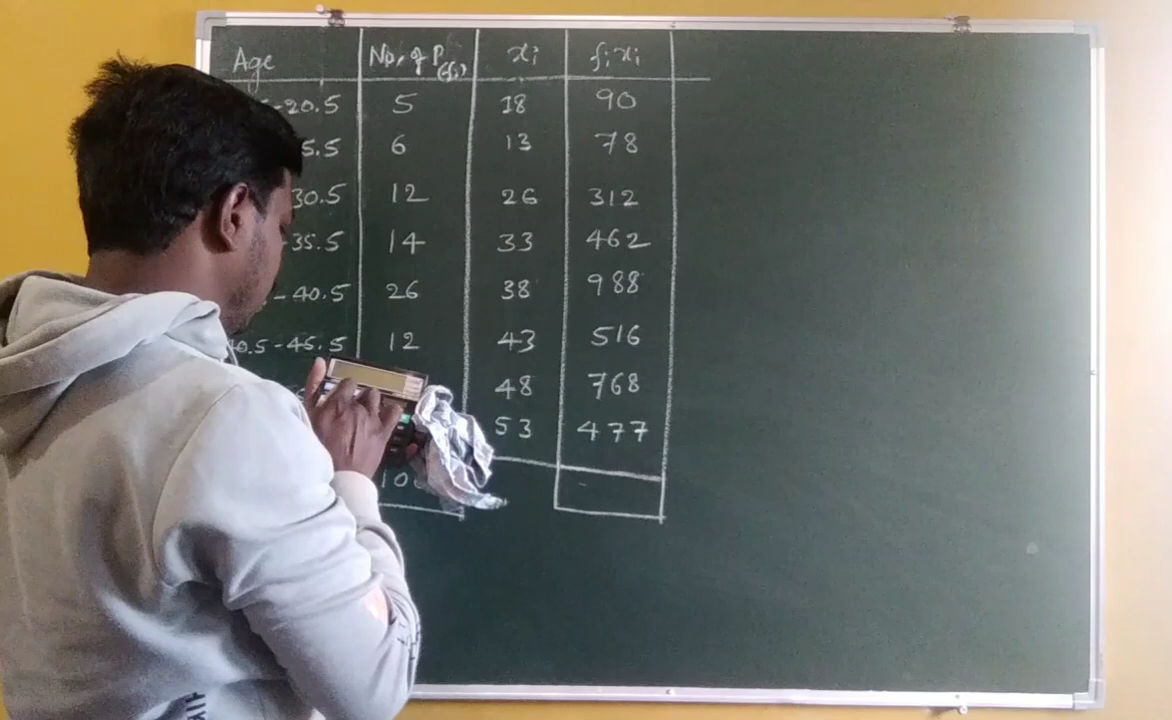 Age No. of P (fi) xi fixi
-20.5 5 18 90
5.5 6 13 78
30.5 12 26 312
-35.5 14 33 462
-40.5 26 38 988
40.5-45.5 12 43 516
48 768
53 477